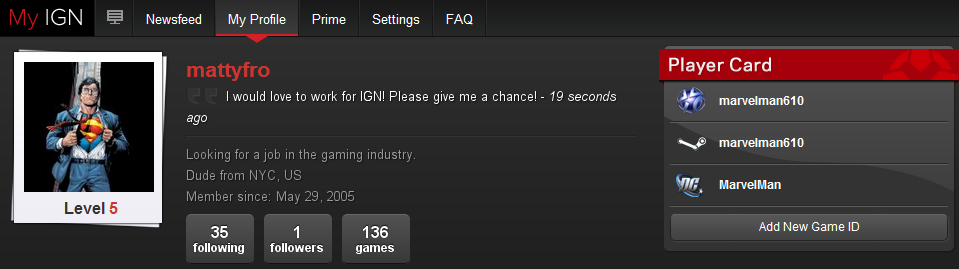 My IGN
Newsfeed
My Profile
Prime
Settings
FAQ
mattyfro
I would love to work for IGN! Please give me a chance! - 19 seconds
ago
Looking for a job in the gaming industry.
Dude from NYC, US
Member since: May 29, 2005
Level 5
35
following
1
followers
136
games
Player Card
marvelman610
marvelman610
DC
MarvelMan
Add New Game ID